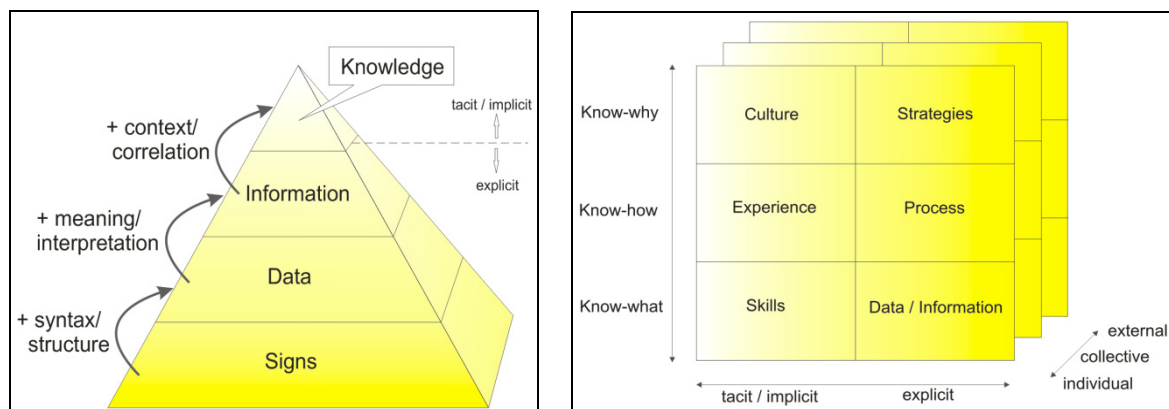 Knowledge
tacit / implicit
explicit
+ context/
correlation
Information
+ meaning/
interpretation
Data
+ syntax/
structure
Signs
Know-why
Culture
Strategies
Know-how
Experience
Process
Know-what
Skills
Data / Information
external
collective
individual
tacit / implicit
explicit